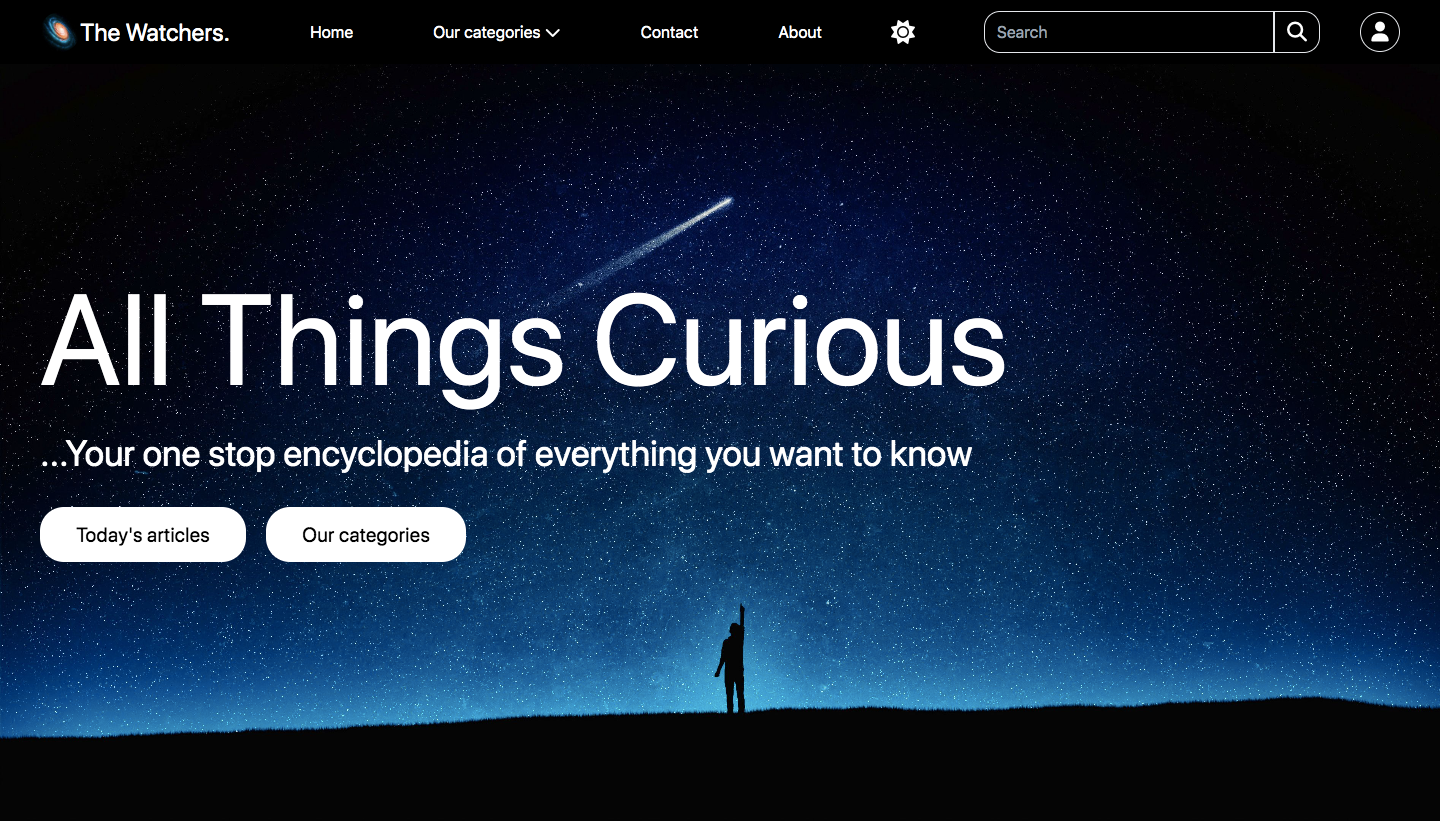 The Watchers.
Home
Our categories
Contact
About
Search
All Things Curious
...Your one stop encyclopedia of everything you want to know
Today's articles
Our categories